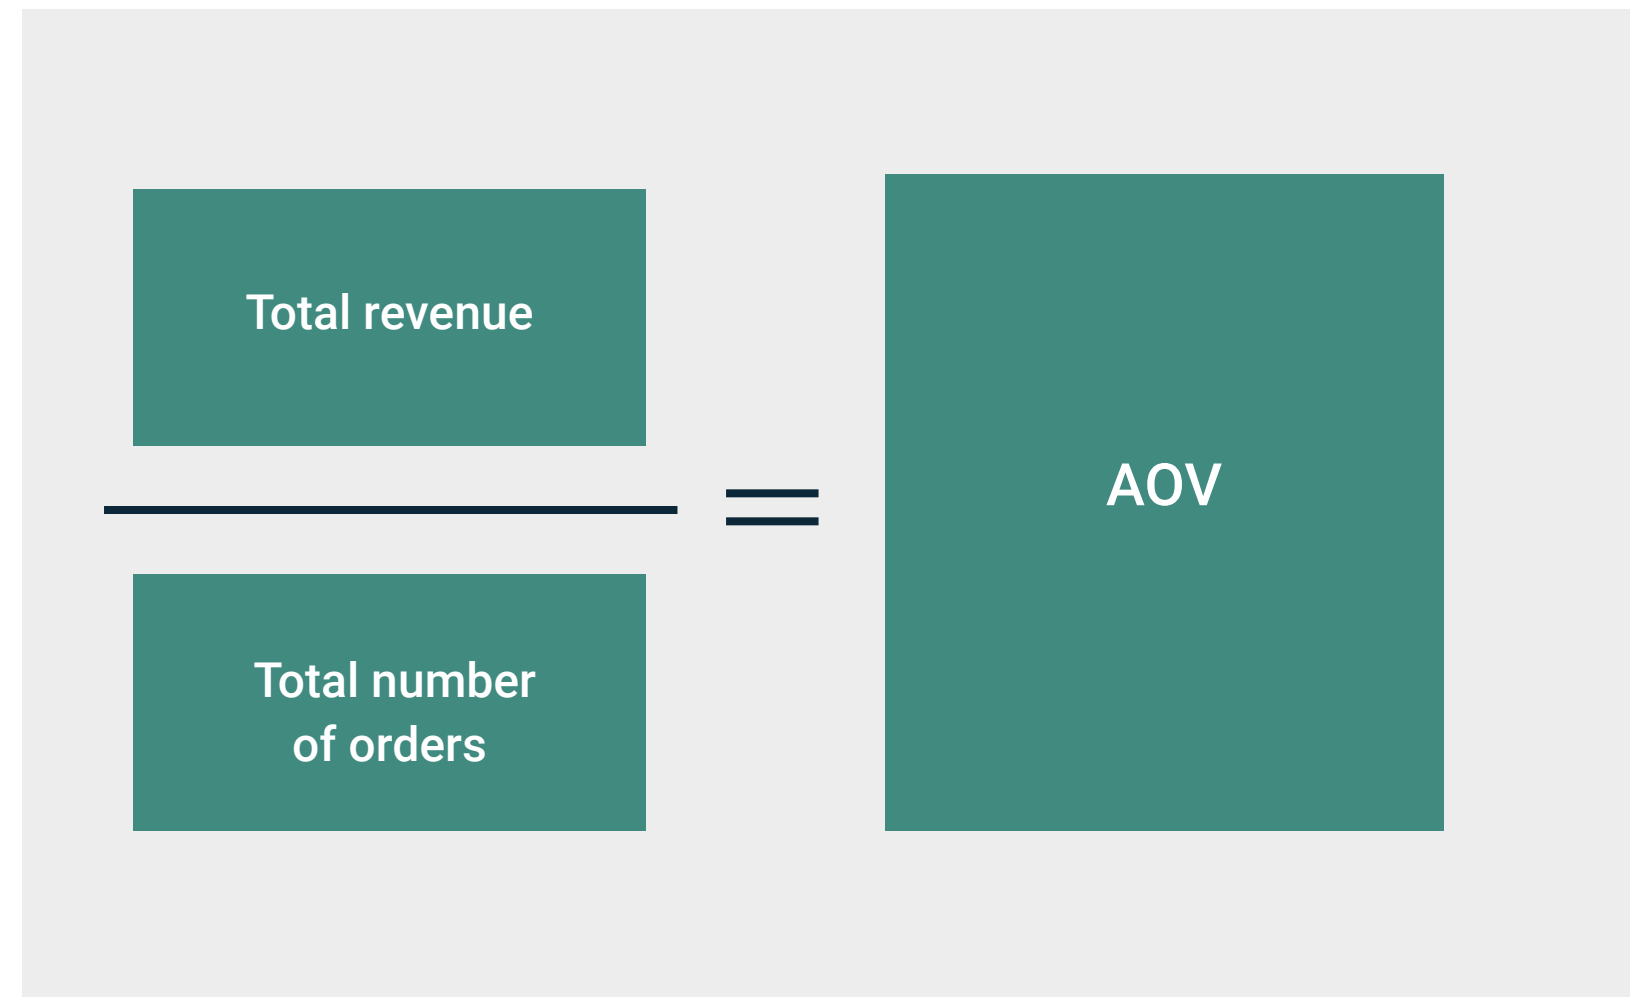 Total revenue
Total number
of orders
=
AOV